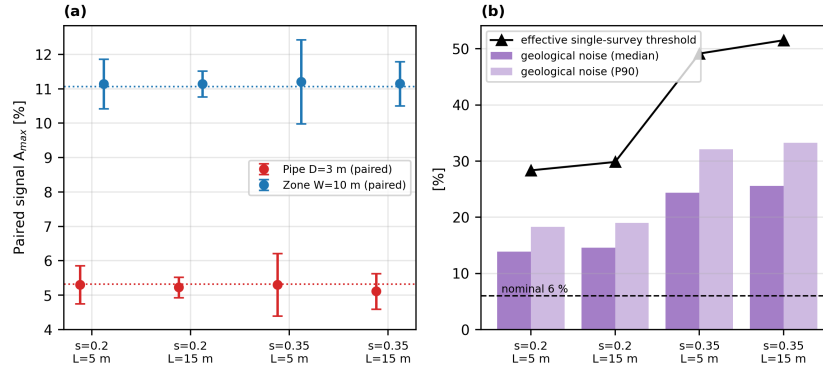 (a)
Paired signal Amax [%]
12
11
10
9
8
7
6
5
4
Pipe D=3 m (paired)
Zone W=10 m (paired)
s=0.2
L=5 m
s=0.2
L=15 m
s=0.35
L=5 m
s=0.35
L=15 m
(b)
[%]
50
40
30
20
10
0
effective single-survey threshold
geological noise (median)
geological noise (P90)
nominal 6 %
s=0.2
L=5 m
s=0.2
L=15 m
s=0.35
L=5 m
s=0.35
L=15 m